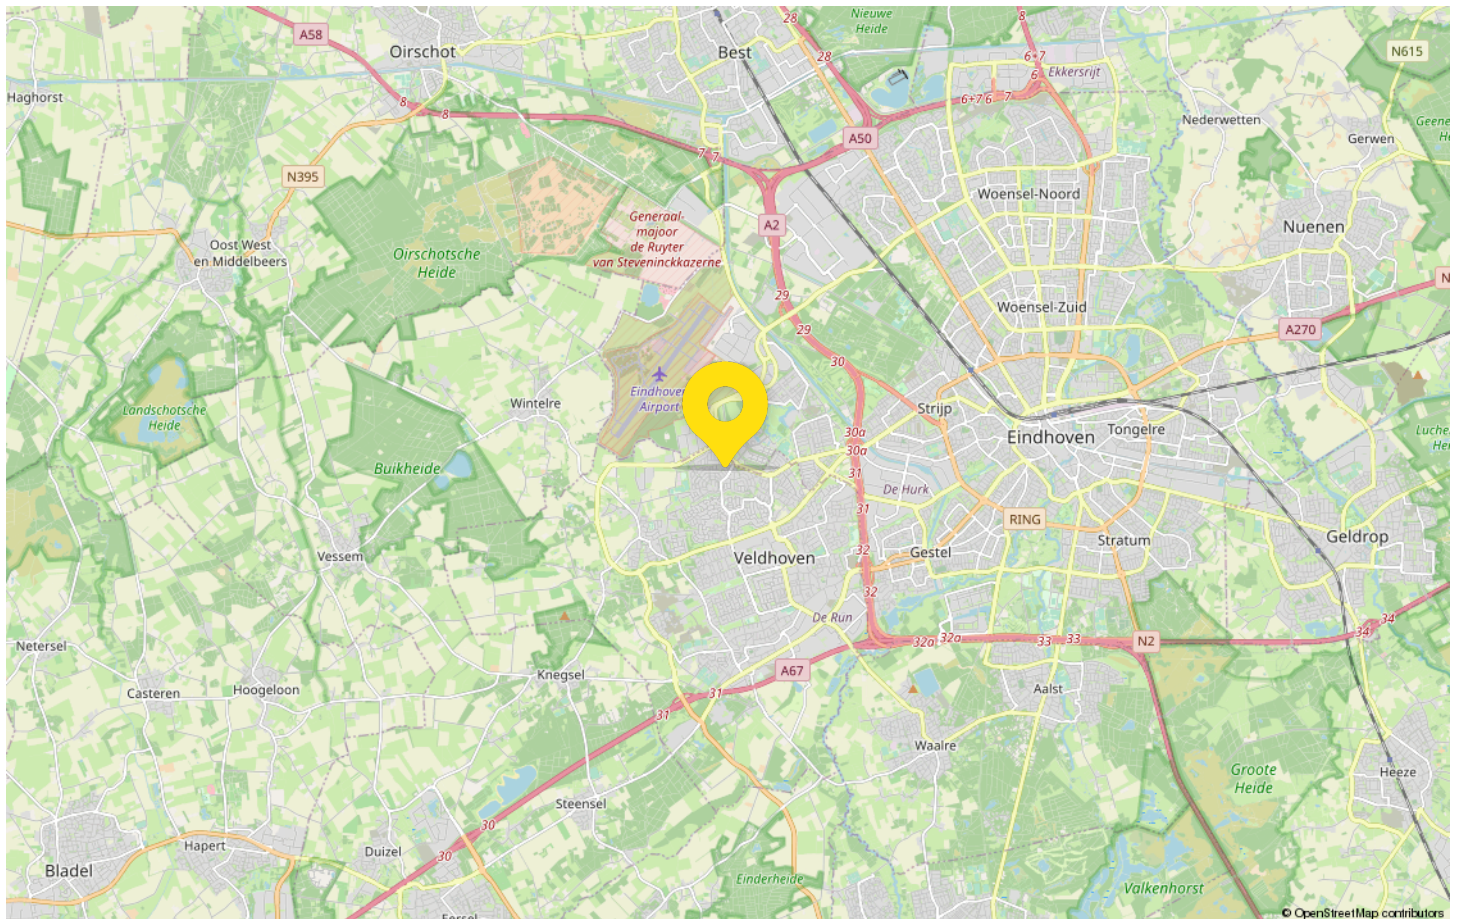 28
Nieuwe
Heide
8
A58
Oirschot
Best
28
6+7
N615
6
Ekkersrijt
Haghorst
8
8
6+7 6
7
Nederwetten
A50
Gerwen
7
7
N395
Woensel-Noord
Generaal-
majoor
de Ruyter
van Steveninckkazerne
A2
Nuenen
Oost West
en Middelbeers
Oirschotsche
Heide
29
Woensel-Zuid
29
A270
30
Eindhoven
Airport
Wintelre
Strijp
Landschotsche
Heide
30a
Eindhoven
Tongelre
30a
Buikheide
31
De Hurk
31
RING
Geldrop
Vessem
Veldhoven
32
Gestel
Stratum
32
De Run
34
34
Netersel
32a
32a
33
33
N2
A67
Knegsel
Casteren
Hoogeloon
31
Aalst
31
Waalre
Groote
Heide
Heeze
Steensel
30
Hapert
Duizel
30
Bladel
Einderheide
Valkenhorst
© OpenStreetMap contributors